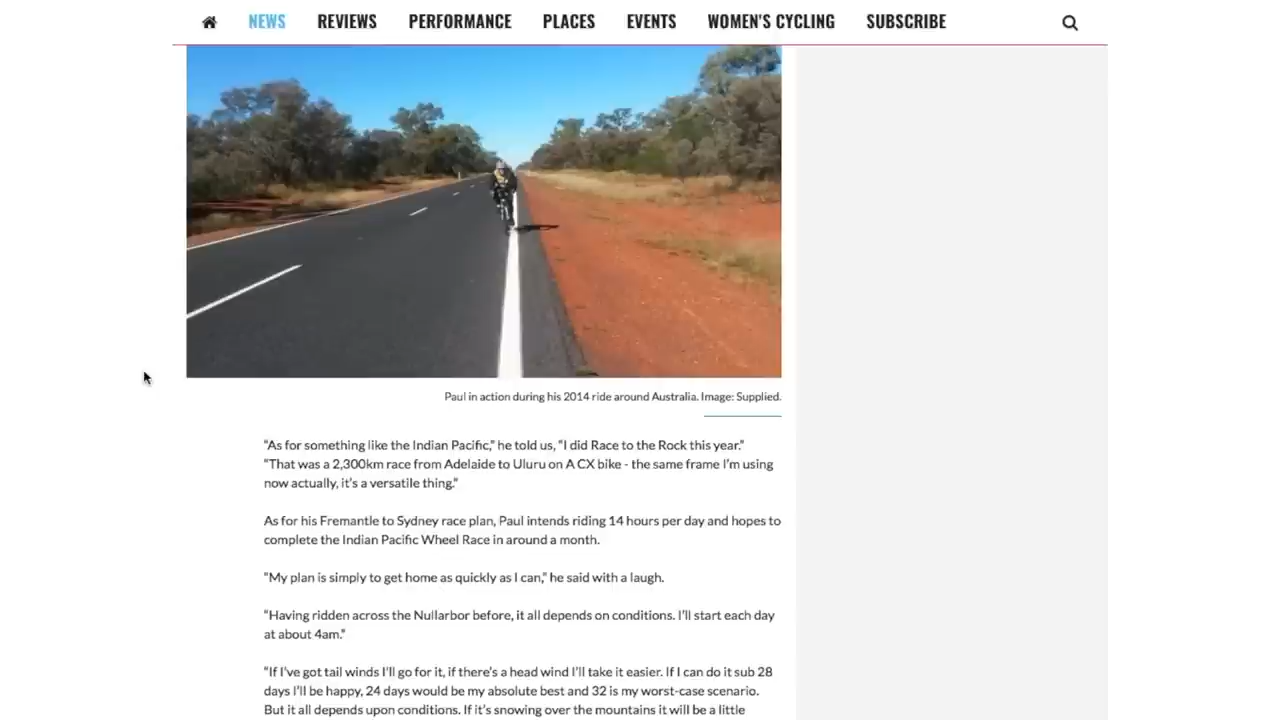 NEWS REVIEWS PERFORMANCE PLACES EVENTS WOMEN'S CYCLING SUBSCRIBE
Paul in action during his 2014 ride around Australia. Image: Supplied.
“As for something like the Indian Pacific,” he told us, “I did Race to the Rock this year.”
“That was a 2,300km race from Adelaide to Uluru on A CX bike - the same frame I’m using
now actually, it’s a versatile thing.”
As for his Fremantle to Sydney race plan, Paul intends riding 14 hours per day and hopes to
complete the Indian Pacific Wheel Race in around a month.
“My plan is simply to get home as quickly as I can,” he said with a laugh.
“Having ridden across the Nullarbor before, it all depends on conditions. I’ll start each day
at about 4am.”
“If I’ve got tail winds I’ll go for it, if there’s a head wind I’ll take it easier. If I can do it sub 28
days I’ll be happy, 24 days would be my absolute best and 32 is my worst-case scenario.
But it all depends upon conditions. If it’s snowing over the mountains it will be a little